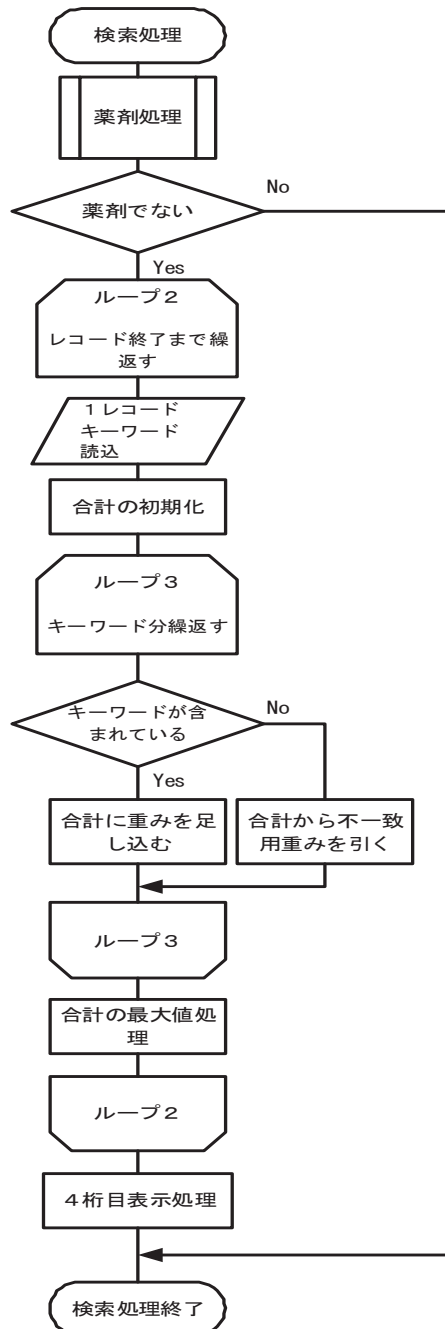 検索処理
薬剤処理
薬剤でない
No
Yes
ループ2
レコード終了まで繰
返す
1レコード
キーワード
読込
合計の初期化
ループ3
キーワード分繰返す
キーワードが含
まれている
No
Yes
合計に重みを足
し込む
合計から不一致
用重みを引く
ループ3
合計の最大値処
理
ループ2
4桁目表示処理
検索処理終了